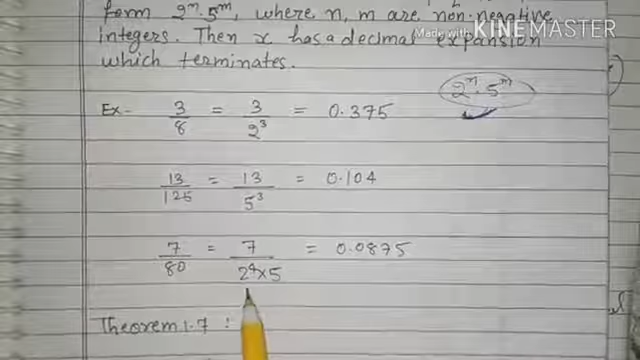 form 2ⁿ.5ᵐ, where n, m are non-negative
integers. Then x has a decimal expansion
which terminates.
Made with KINEMASTER
2ⁿ.5ᵐ
Ex- 3/8 = 3/2³ = 0.375
13/125 = 13/5³ = 0.104
7/80 = 7/2⁴×5 = 0.0875
Theorem 1.7 :